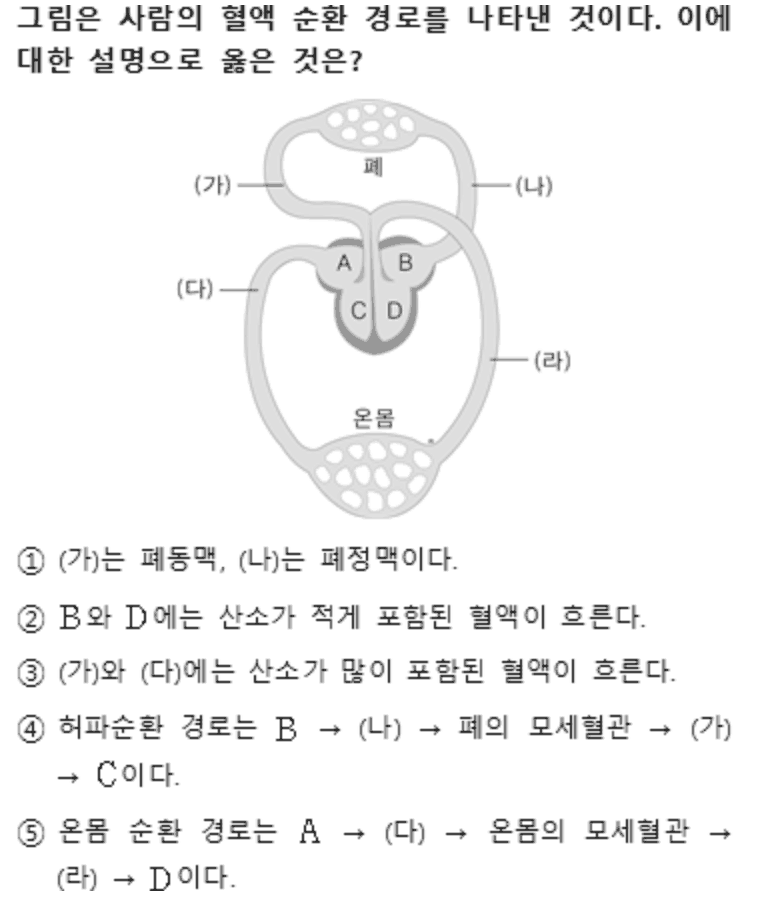 그림은 사람의 혈액 순환 경로를 나타낸 것이다. 이에
대한 설명으로 옳은 것은?
폐
(가)
(나)
A
B
(다)
C
D
(라)
온몸
① (가)는 폐동맥, (나)는 폐정맥이다.
② B와 D에는 산소가 적게 포함된 혈액이 흐른다.
③ (가)와 (다)에는 산소가 많이 포함된 혈액이 흐른다.
④ 허파순환 경로는 B → (나) → 폐의 모세혈관 → (가)
→ C이다.
⑤ 온몸 순환 경로는 A → (다) → 온몸의 모세혈관 →
(라) → D이다.